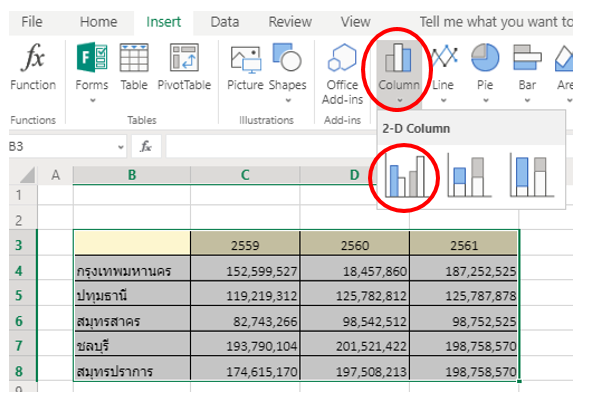 File Home Insert Data Review View Tell me what you want to
Function Forms Table PivotTable Picture Shapes Office Add-ins Column Line Pie Bar
Functions Tables Illustrations Add-ins
2-D Column
B3 fx
A B C D
1
2
3 2559 2560 2561
4 กรุงเทพมหานคร 152,599,527 18,457,860 187,252,525
5 ปทุมธานี 119,219,312 125,782,812 125,787,878
6 สมุทรสาคร 82,743,266 98,542,512 98,752,525
7 ชลบุรี 193,790,104 201,521,422 198,758,570
8 สมุทรปราการ 174,615,170 197,508,213 198,758,570